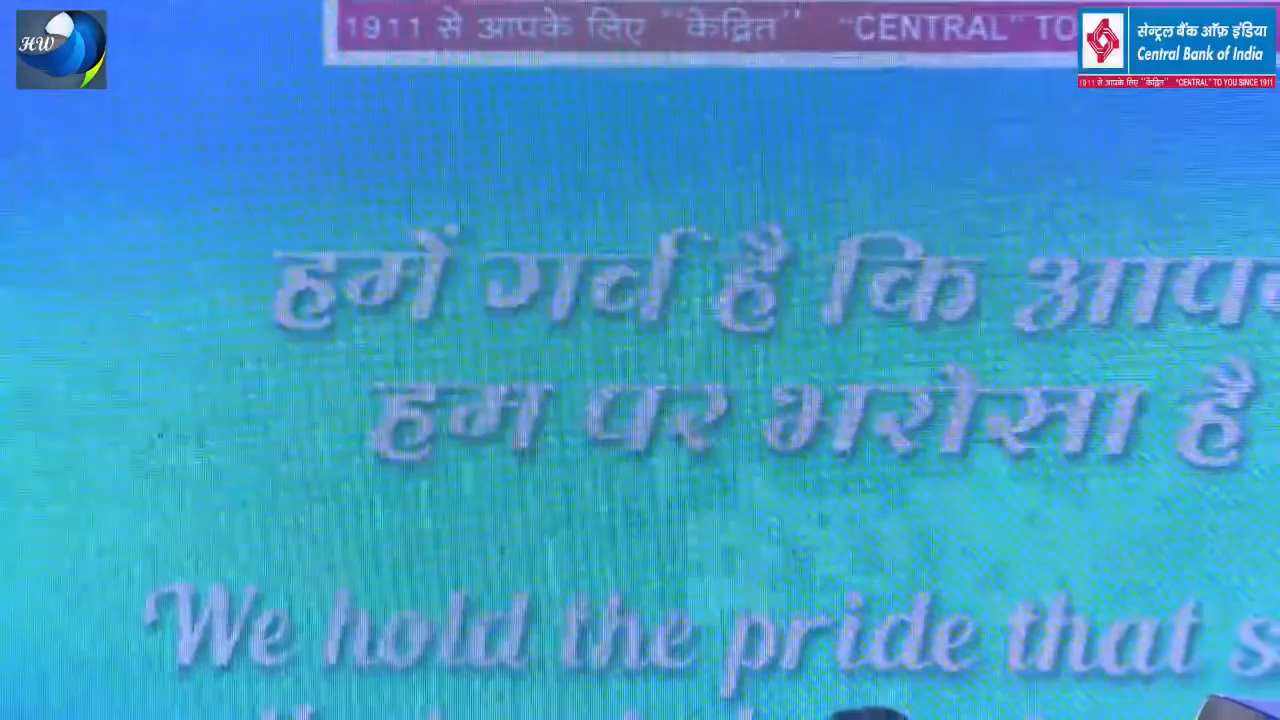 HW
1911 से आपके लिए "केंद्रित" "CENTRAL" TO
सेन्ट्रल बैंक ऑफ़ इंडिया
Central Bank of India
1911 से आपके लिए "केंद्रित" "CENTRAL" TO YOU SINCE 1911
हमें गर्व है कि
हम पर भरोसा है
We hold the pride that